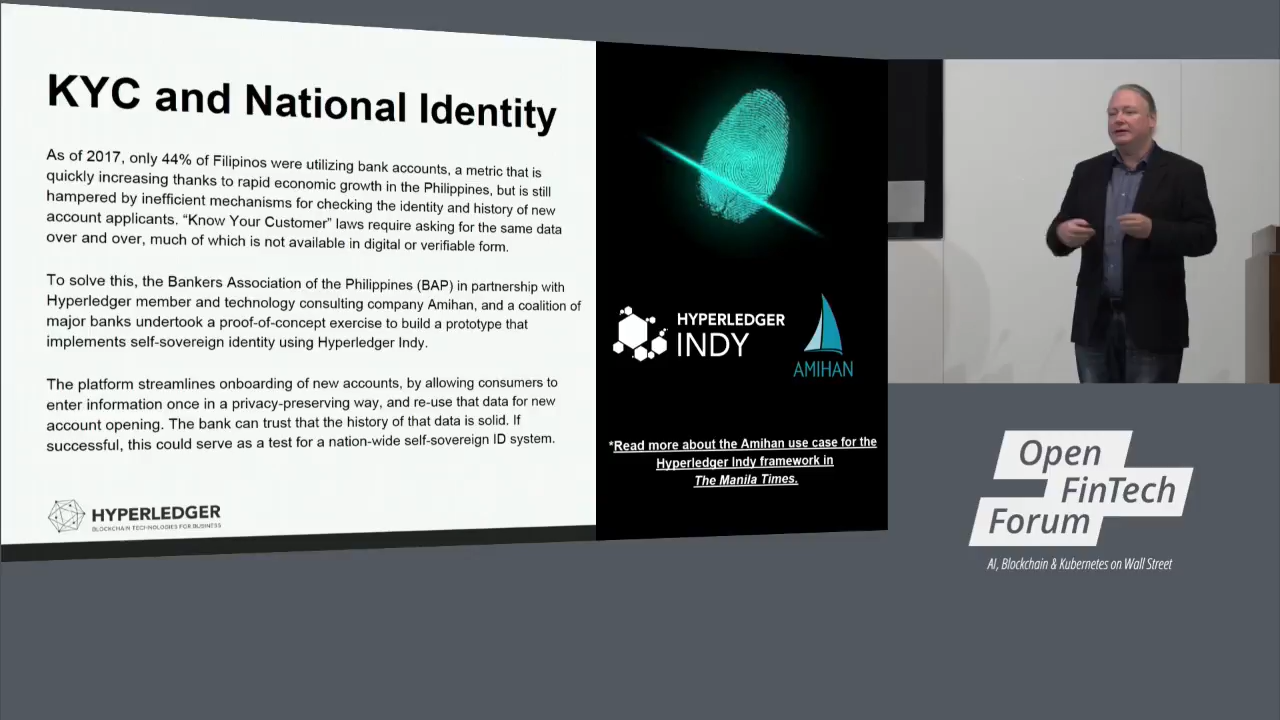 KYC and National Identity
As of 2017, only 44% of Filipinos were utilizing bank accounts, a metric that is
quickly increasing thanks to rapid economic growth in the Philippines, but is still
hampered by inefficient mechanisms for checking the identity and history of new
account applicants. “Know Your Customer” laws require asking for the same data
over and over, much of which is not available in digital or verifiable form.
To solve this, the Bankers Association of the Philippines (BAP) in partnership with
Hyperledger member and technology consulting company Amihan, and a coalition of
major banks undertook a proof-of-concept exercise to build a prototype that
implements self-sovereign identity using Hyperledger Indy.
The platform streamlines onboarding of new accounts, by allowing consumers to
enter information once in a privacy-preserving way, and re-use that data for new
account opening. The bank can trust that the history of that data is solid. If
successful, this could serve as a test for a nation-wide self-sovereign ID system.
HYPERLEDGER
BLOCKCHAIN TECHNOLOGIES FOR BUSINESS
HYPERLEDGER
INDY
AMIHAN
*Read more about the Amihan use case for the
Hyperledger Indy framework in
The Manila Times.
Open
FinTech
Forum
AI, Blockchain & Kubernetes on Wall Street